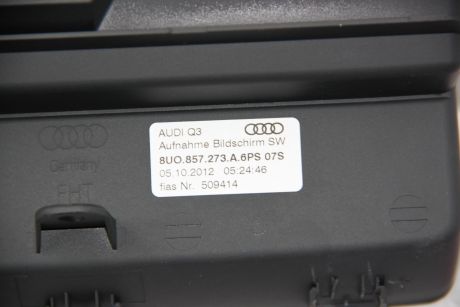 AUDI Q3
Aufnahme Bildschirm SW
8U0.857.273.A.6PS 07S
05.10.2012 05:24:46
fias Nr. 509414
Germany
FHT